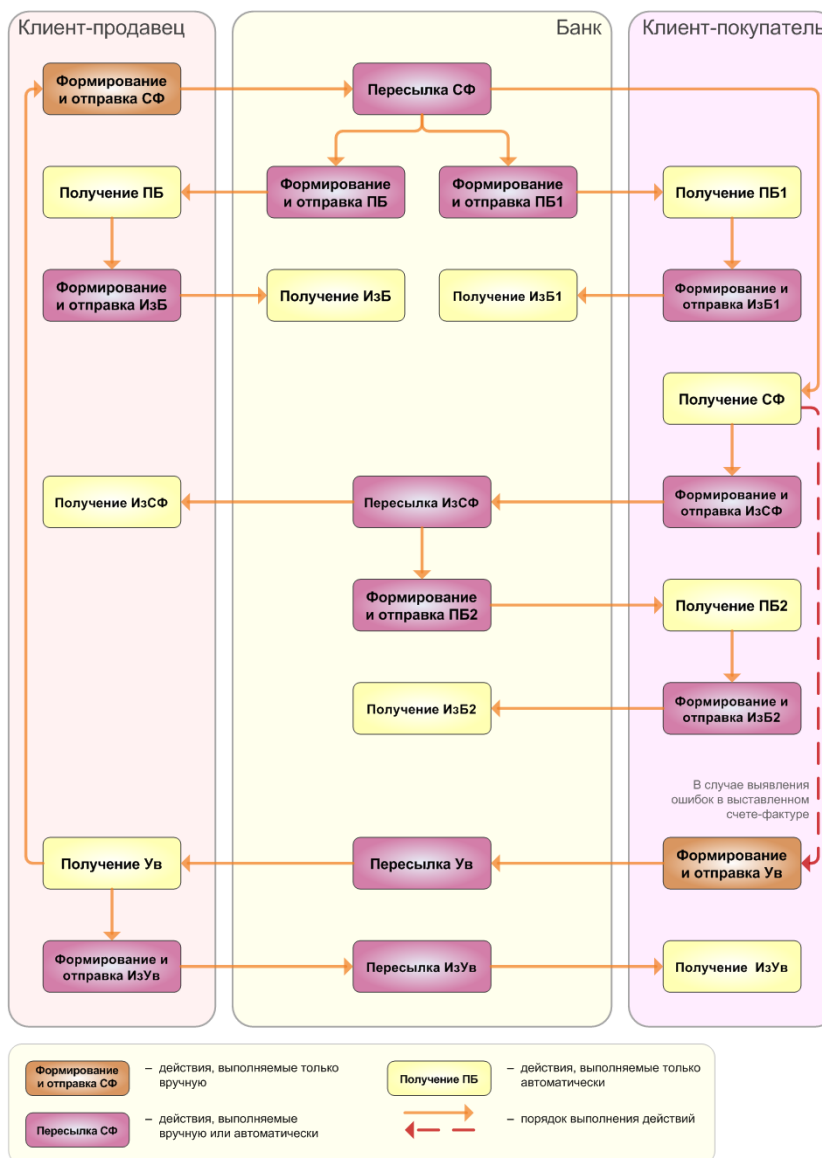 Клиент-продавец
Банк
Клиент-покупатель
Формирование
и отправка СФ
Пересылка СФ
Получение ПБ
Формирование
и отправка ПБ
Формирование
и отправка ПБ1
Получение ПБ1
Формирование
и отправка ИзБ
Получение ИзБ
Получение ИзБ1
Формирование и
отправка ИзБ1
Получение СФ
Получение ИзСФ
Пересылка ИзСФ
Формирование и
отправка ИзСФ
Формирование
и отправка ПБ2
Получение ПБ2
Получение ИзБ2
Формирование и
отправка ИзБ2
В случае выявления
ошибок в выставленном
счете-фактуре
Получение Ув
Пересылка Ув
Формирование
и отправка Ув
Формирование и
отправка ИзУв
Пересылка ИзУв
Получение ИзУв
Формирование
и отправка СФ
– действия, выполняемые только
вручную
Получение ПБ
– действия, выполняемые только
автоматически
Пересылка СФ
– действия, выполняемые
вручную или автоматически
– порядок выполнения действий